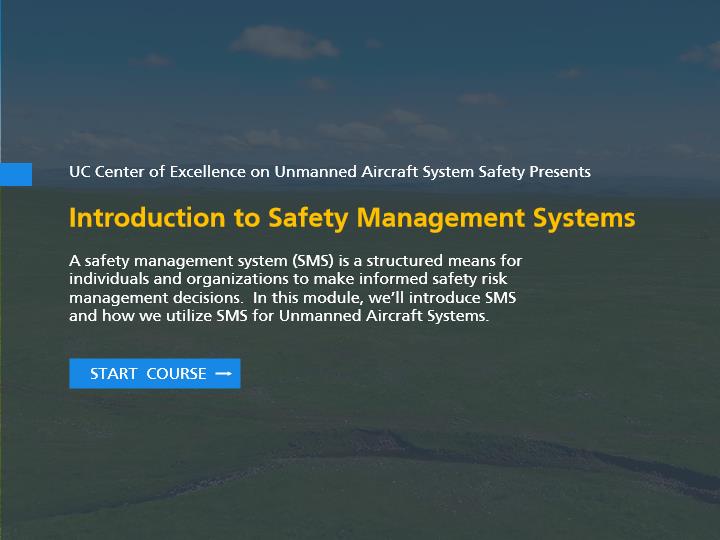 UC Center of Excellence on Unmanned Aircraft System Safety Presents
Introduction to Safety Management Systems
A safety management system (SMS) is a structured means for
individuals and organizations to make informed safety risk
management decisions.  In this module, we’ll introduce SMS
and how we utilize SMS for Unmanned Aircraft Systems.
START  COURSE →